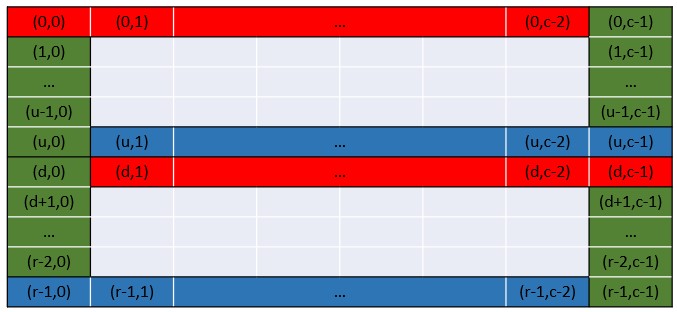 (0,0) (0,1) ... (0,c-2) (0,c-1)
(1,0) (1,c-1)
... ...
(u-1,0) (u-1,c-1)
(u,0) (u,1) ... (u,c-2) (u,c-1)
(d,0) (d,1) ... (d,c-2) (d,c-1)
(d+1,0) (d+1,c-1)
... ...
(r-2,0) (r-2,c-1)
(r-1,0) (r-1,1) ... (r-1,c-2) (r-1,c-1)